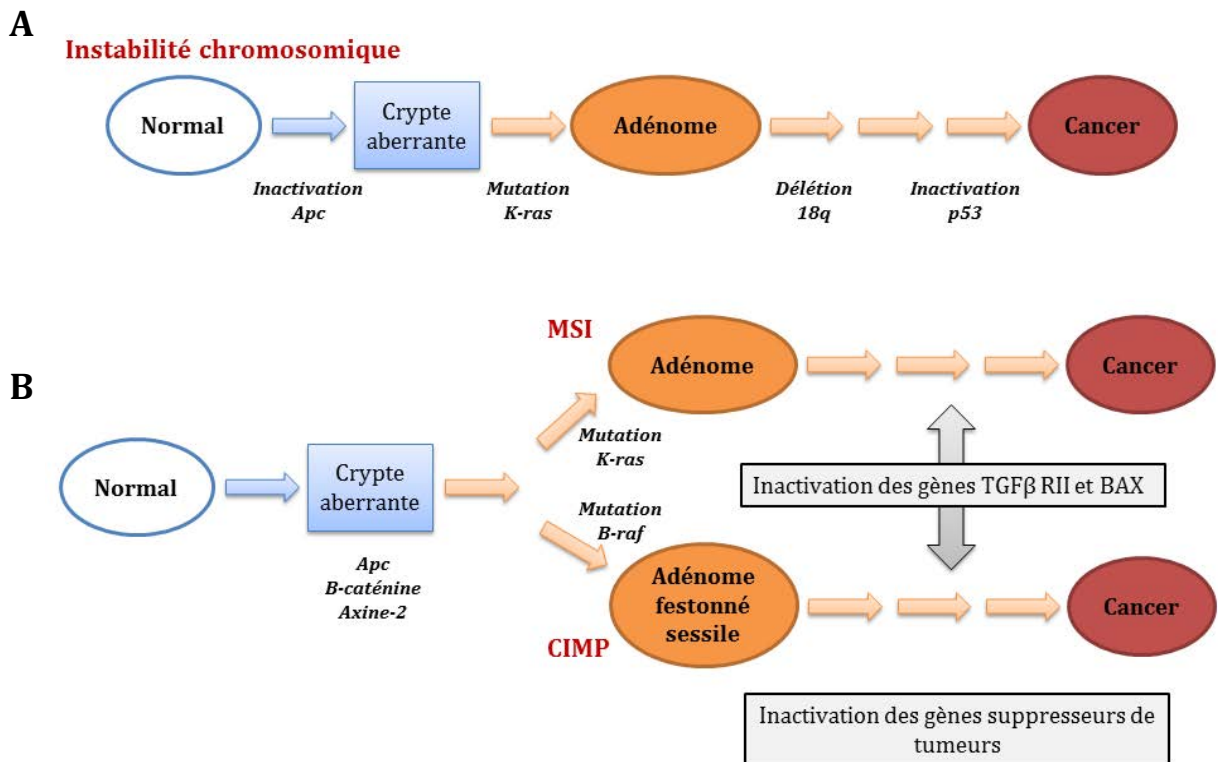 A
Instabilité chromosomique
Normal
Crypte
aberrante
Adénome
Cancer
Inactivation
Apc
Mutation
K-ras
Délétion
18q
Inactivation
p53
B
MSI
Adénome
Cancer
Mutation
K-ras
Normal
Crypte
aberrante
Inactivation des gènes TGFβ RII et BAX
Mutation
B-raf
Apc
B-caténine
Axine-2
Adénome
festonné
sessile
Cancer
CIMP
Inactivation des gènes suppresseurs de
tumeurs